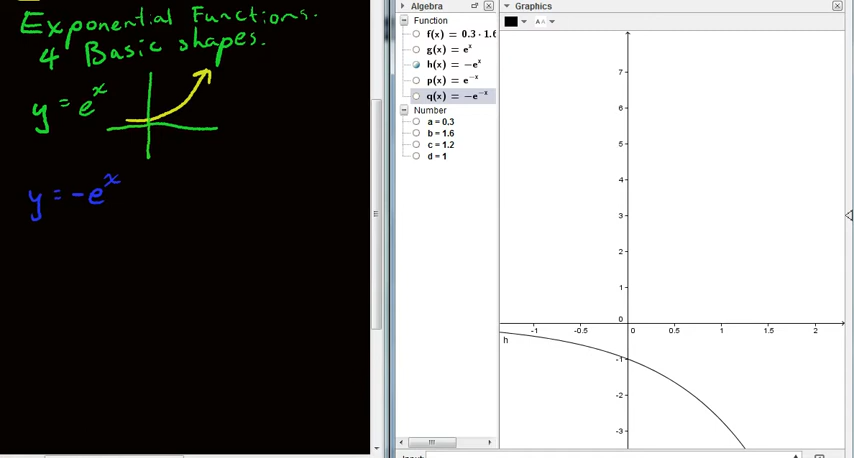 Exponential Functions.
4 Basic shapes.
y = e^x
y = -e^x
Algebra
Function
f(x) = 0.3 · 1.6
g(x) = e^x
h(x) = -e^x
p(x) = e^-x
q(x) = -e^-x
Number
a = 0.3
b = 1.6
c = 1.2
d = 1
Graphics
A A
7
6
5
4
3
2
1
0
-1 -0.5 0 0.5 1 1.5 2
h
-1
-2
-3